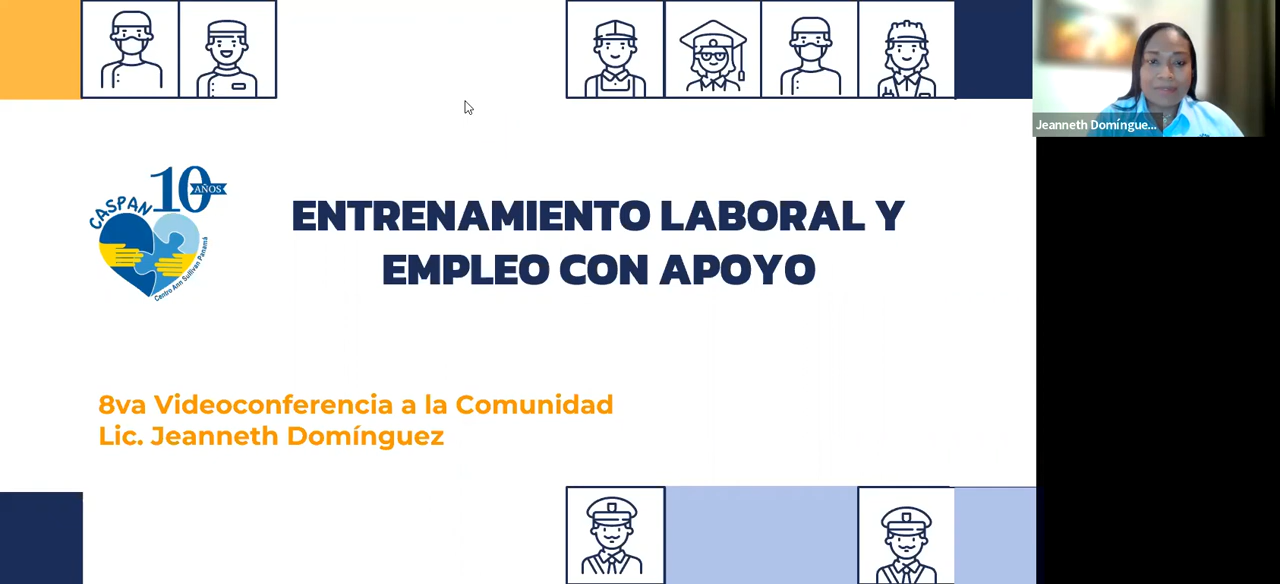 Jeanneth Domíngue...
10
AÑOS
CASPAN
Centro Ann Sullivan Panamá
ENTRENAMIENTO LABORAL Y
EMPLEO CON APOYO
8va Videoconferencia a la Comunidad
Lic. Jeanneth Domínguez